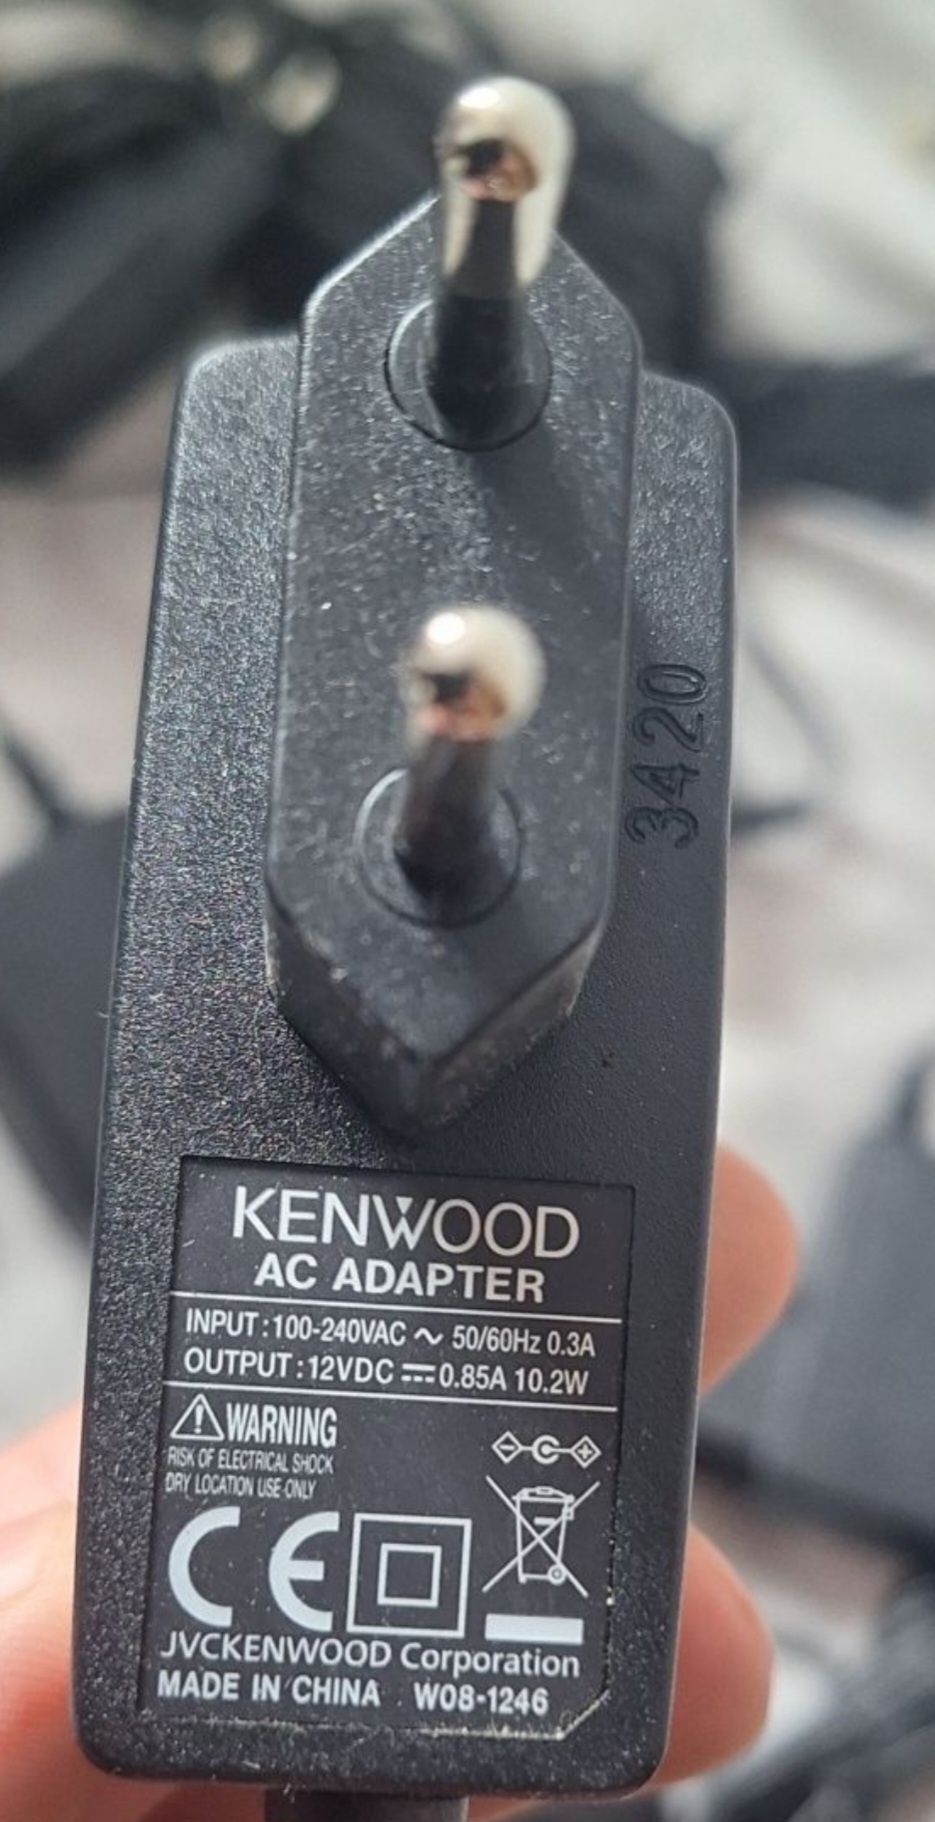 3420
KENWOOD
AC ADAPTER
INPUT:100-240VAC ~ 50/60Hz 0.3A
OUTPUT:12VDC ⎓ 0.85A 10.2W
⚠ WARNING
RISK OF ELECTRICAL SHOCK
DRY LOCATION USE ONLY
CE
JVCKENWOOD Corporation
MADE IN CHINA W08-1246